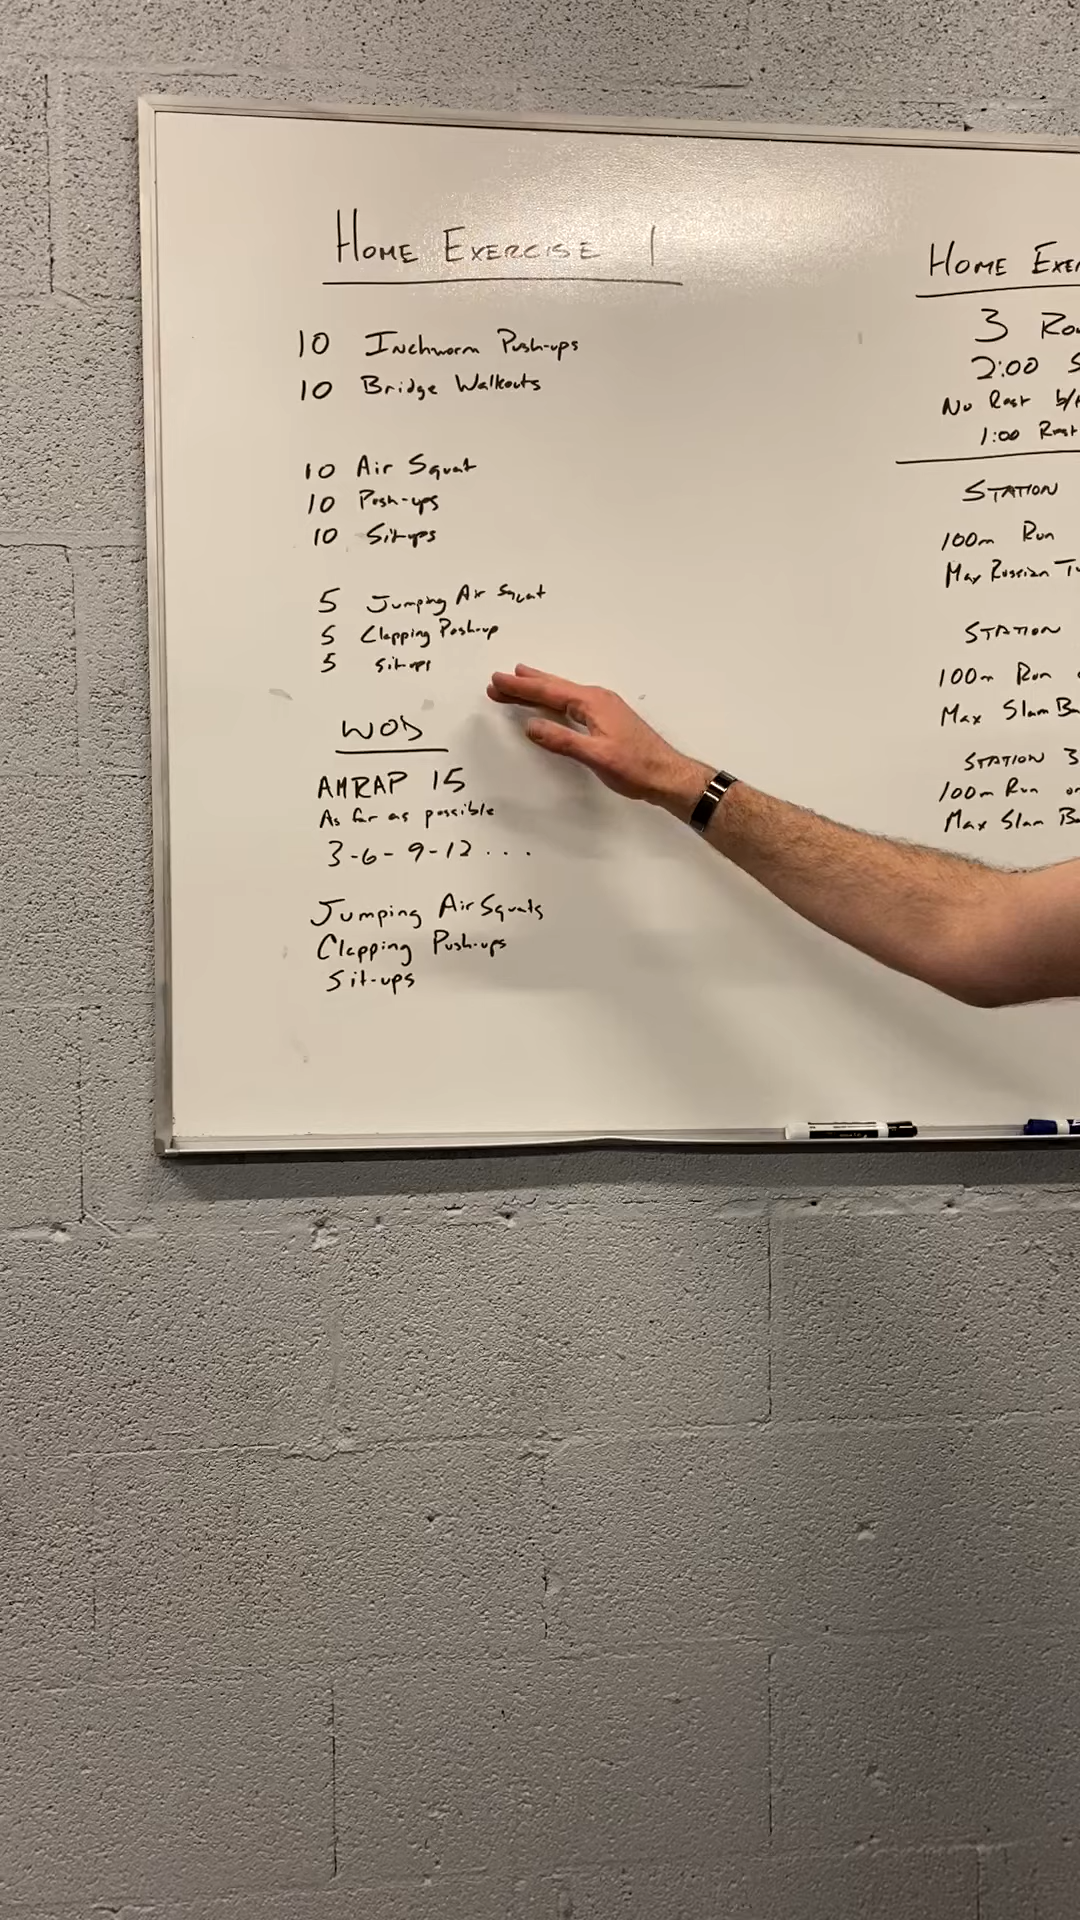 HOME EXERCISE 1
10 Inchworm Push-ups
10 Bridge Walkouts
10 Air Squat
10 Push-ups
10 Sit-ups
5 Jumping Air Squat
5 Clapping Push-up
5 Sit-ups
WOD
AMRAP 15
As far as possible
3-6-9-12...
Jumping Air Squats
Clapping Push-ups
Sit-ups
HOME
3
2:00
No Rest
1:00 Rest
STATION
100m Run
Max Russian
STATION
100m Run
Max Slam
STATION 3
100m Run or
Max Slam